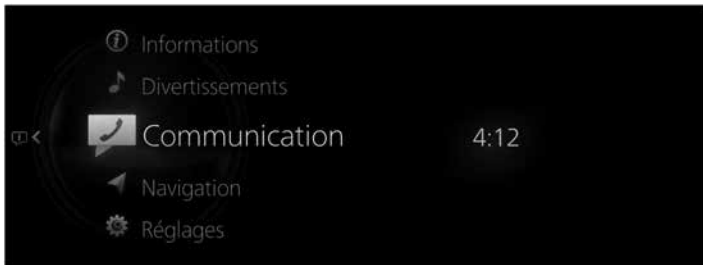 Informations
Divertissements
Communication
4:12
Navigation
Réglages